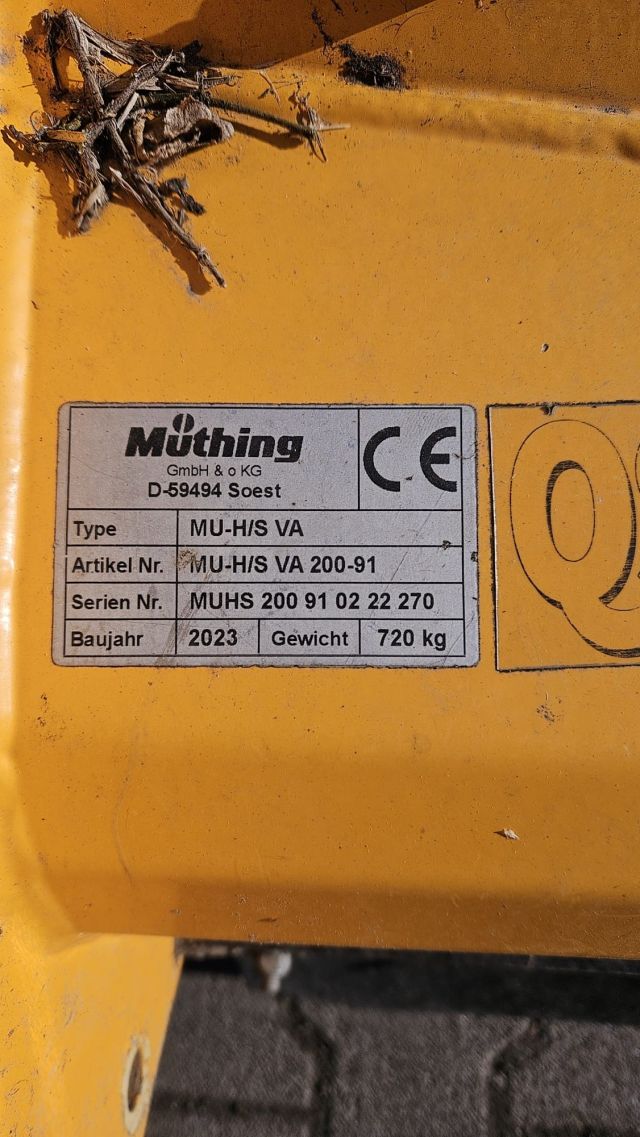 Müthing
GmbH & o KG
D-59494 Soest
CE
Type MU-H/S VA
Artikel Nr. MU-H/S VA 200-91
Serien Nr. MUHS 200 91 02 22 270
Baujahr 2023 Gewicht 720 kg